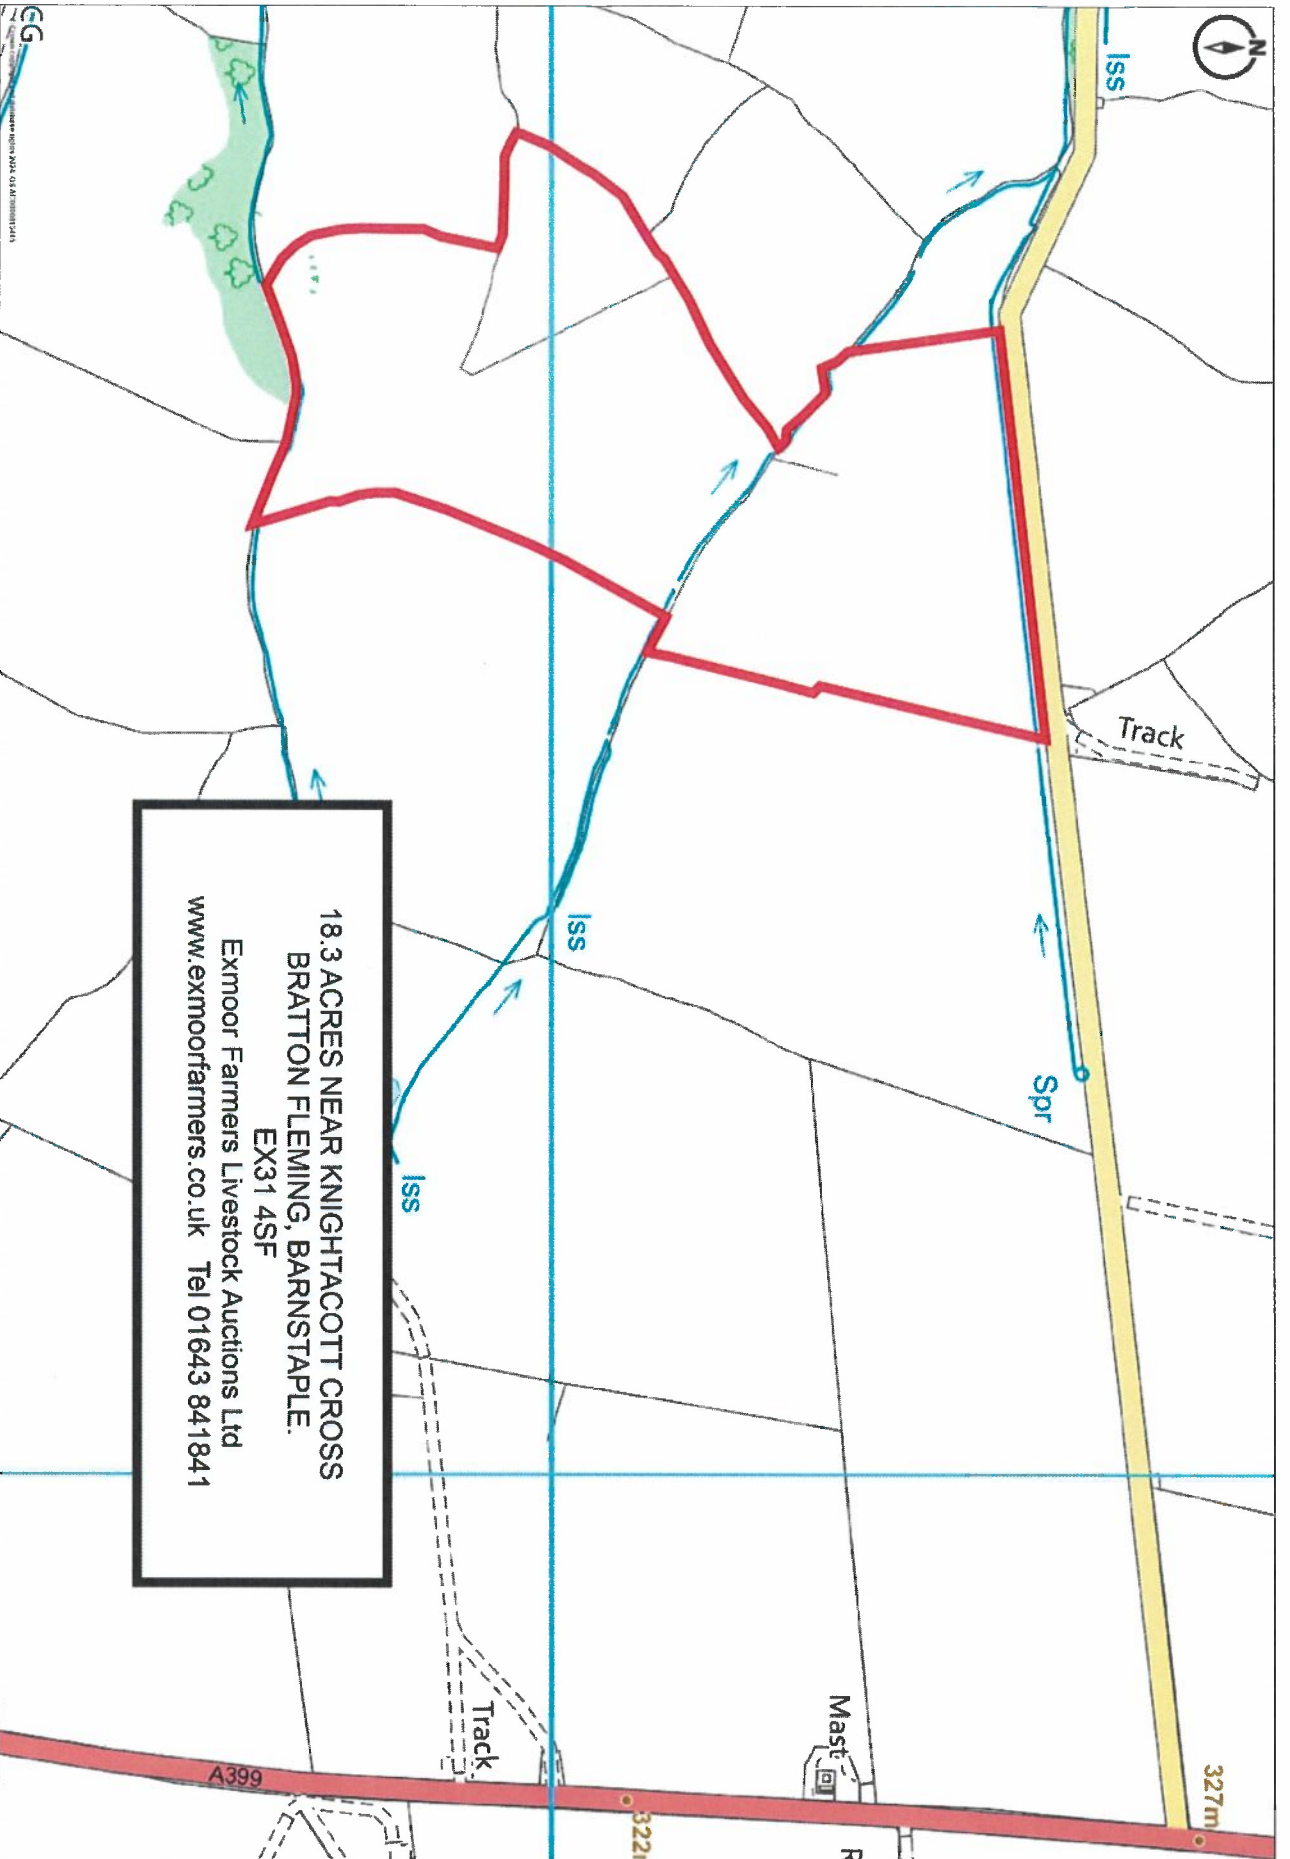 N
Iss
Track
327m
Spr
Iss
Mast
322
Iss
Track
A399
18.3 ACRES NEAR KNIGHTACOTT CROSS
BRATTON FLEMING, BARNSTAPLE.
EX31 4SF
Exmoor Farmers Livestock Auctions Ltd
www.exmoorfarmers.co.uk Tel 01643 841841